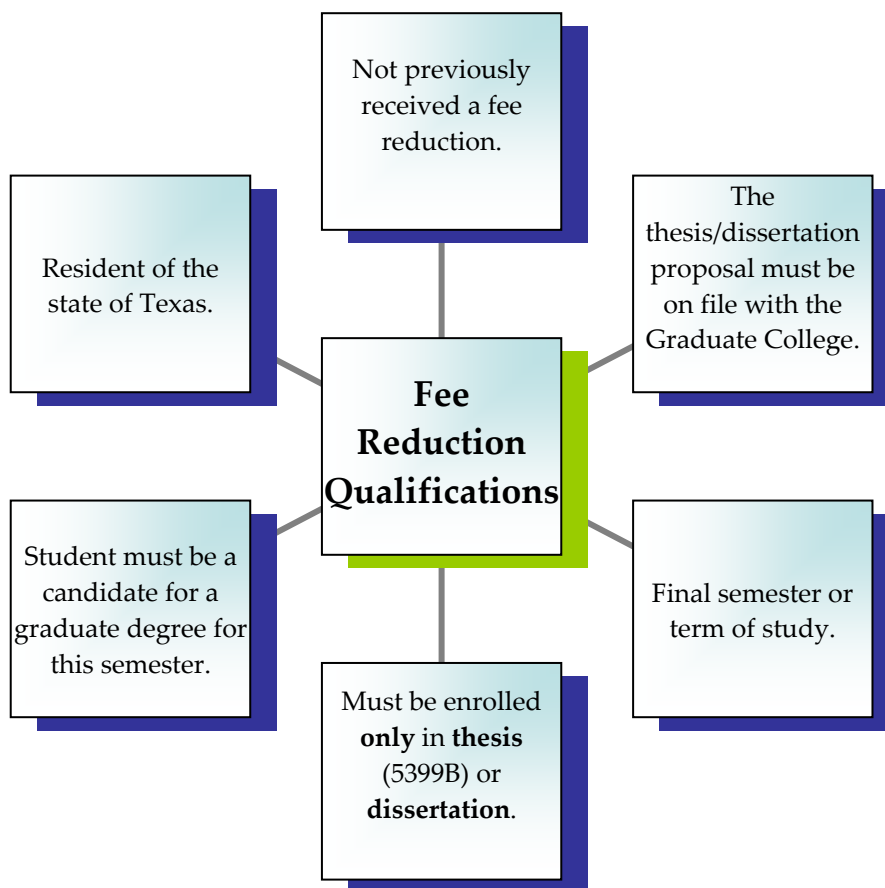 Not previously
received a fee
reduction.
Resident of the
state of Texas.
The
thesis/dissertation
proposal must be
on file with the
Graduate College.
Fee
Reduction
Qualifications
Student must be a
candidate for a
graduate degree for
this semester.
Final semester or
term of study.
Must be enrolled
only in thesis
(5399B) or
dissertation.